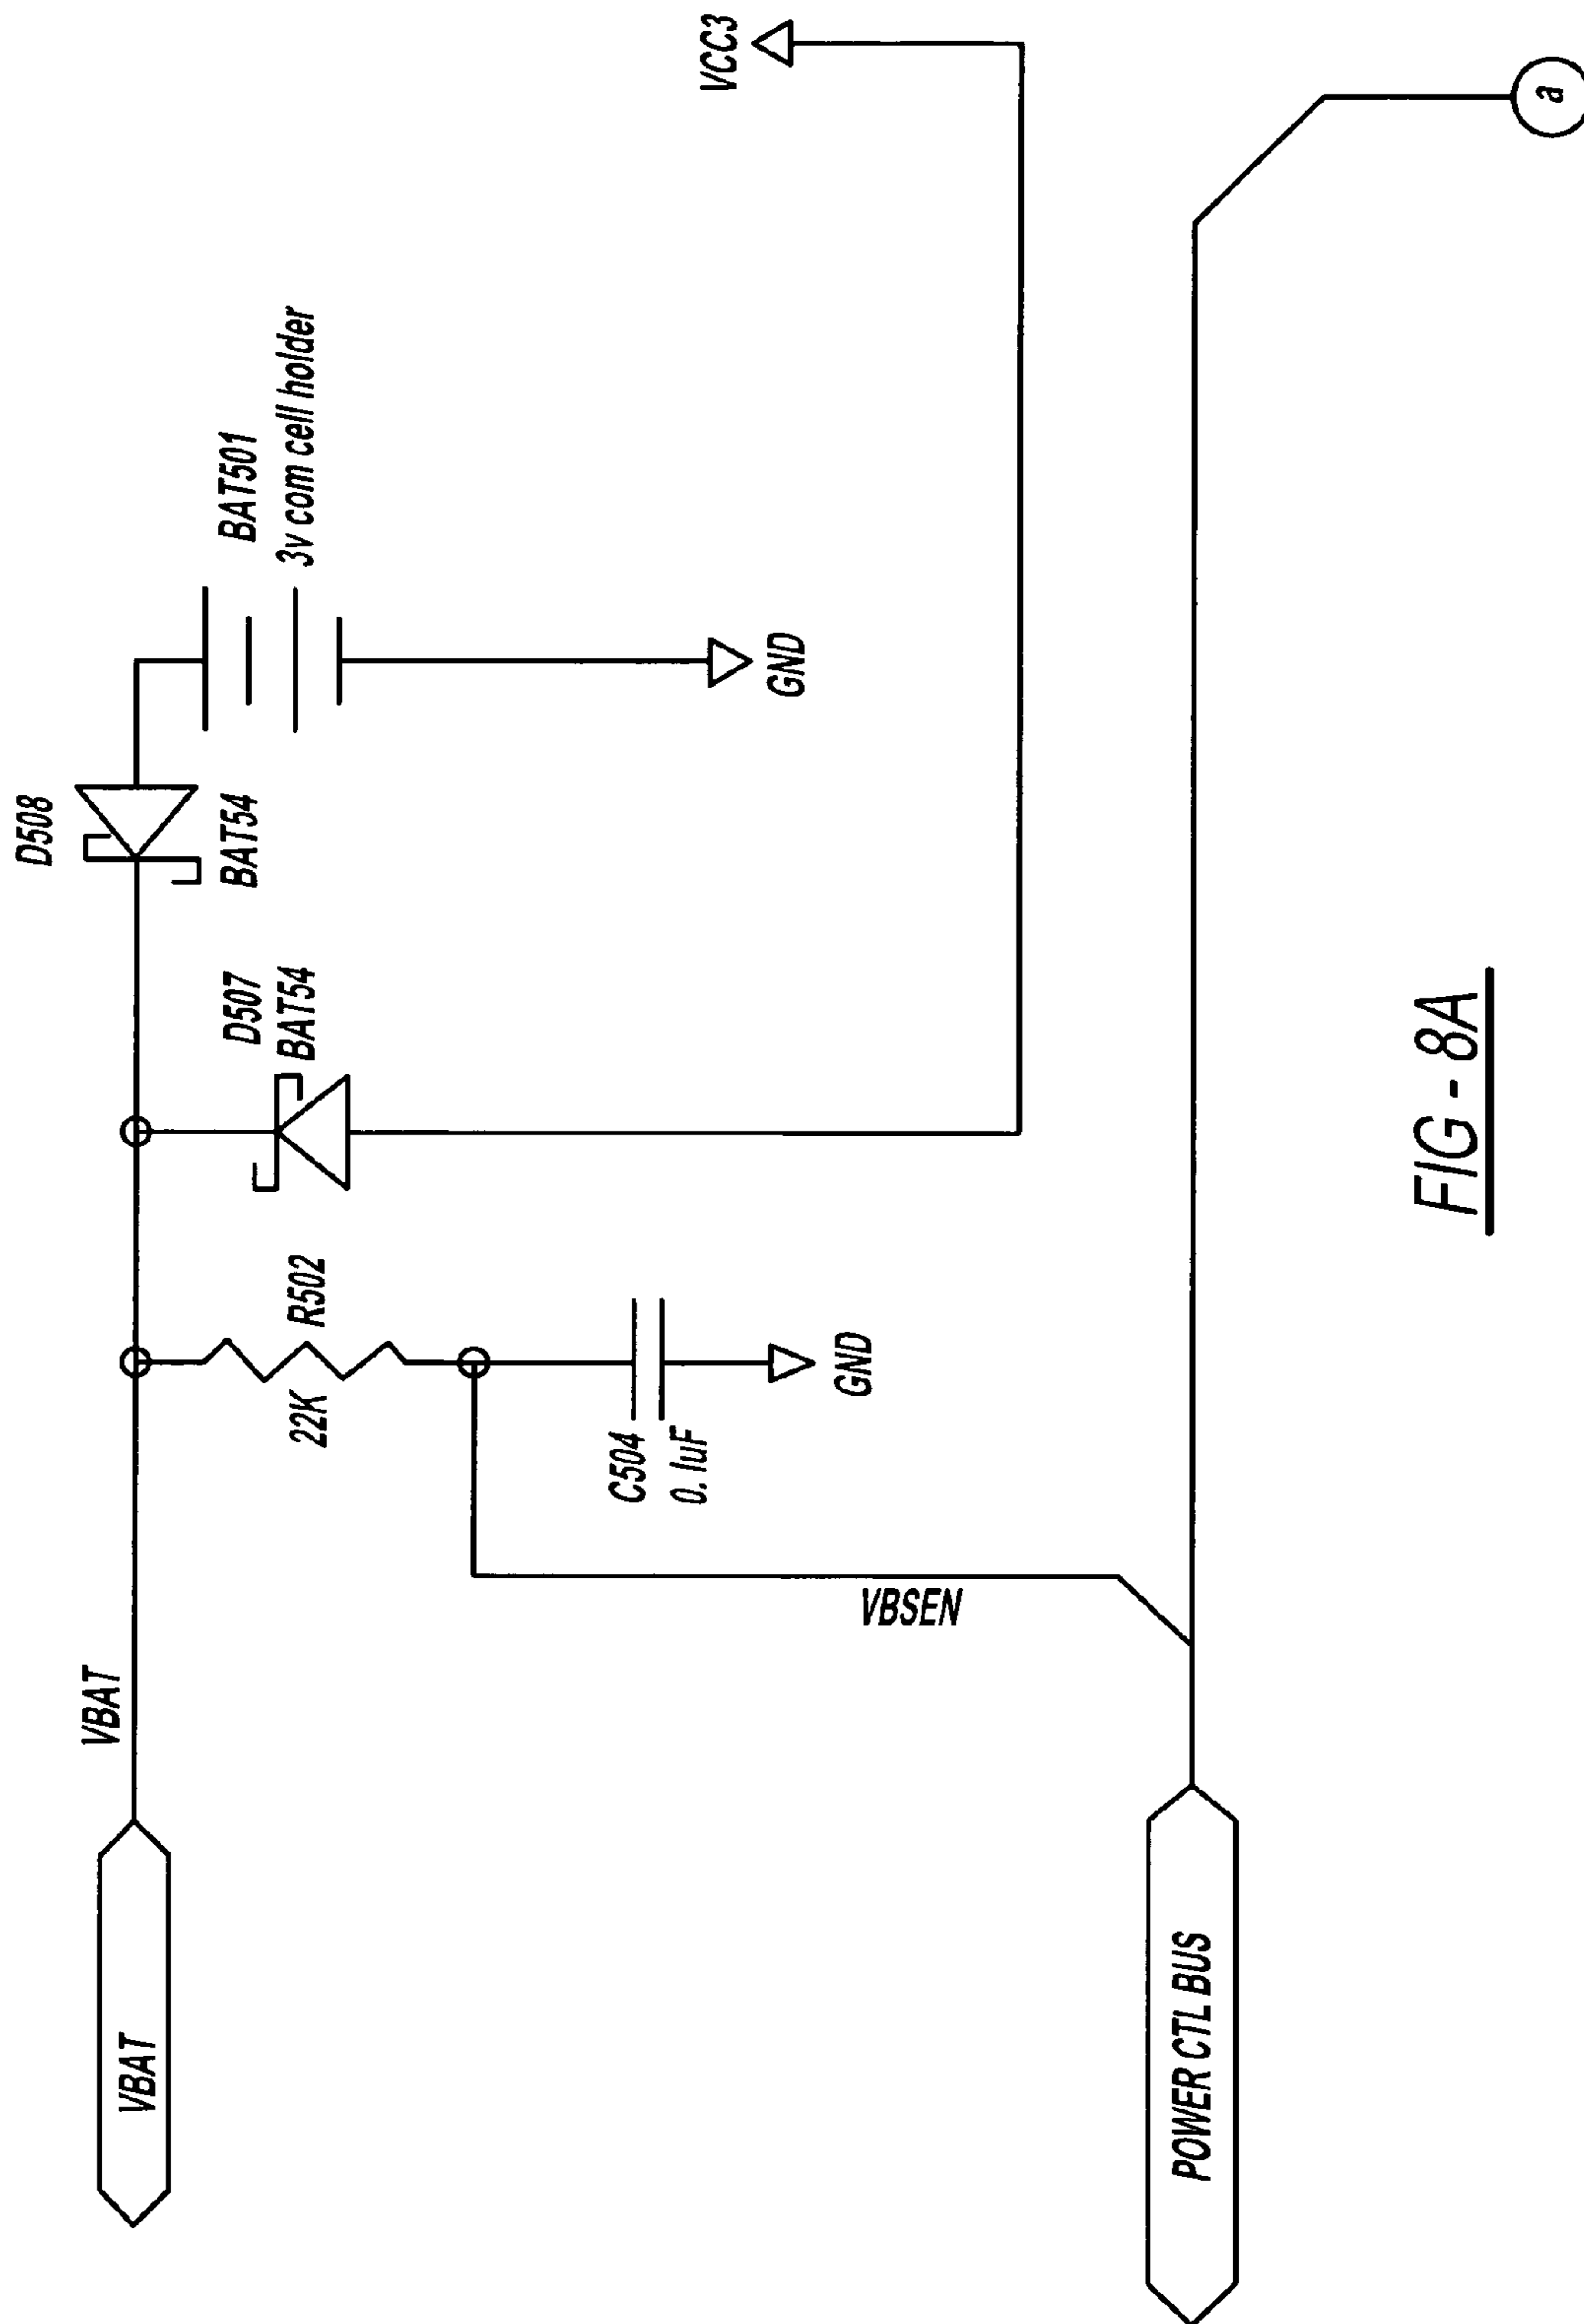 VBAT
VBAT
D508
BAT54
BAT501
3v com cell holder
D507
BAT54
22K
R502
C504
0.1uF
GND
GND
VCC3
VBSEN
POWER CTL BUS
a
FIG - 8A